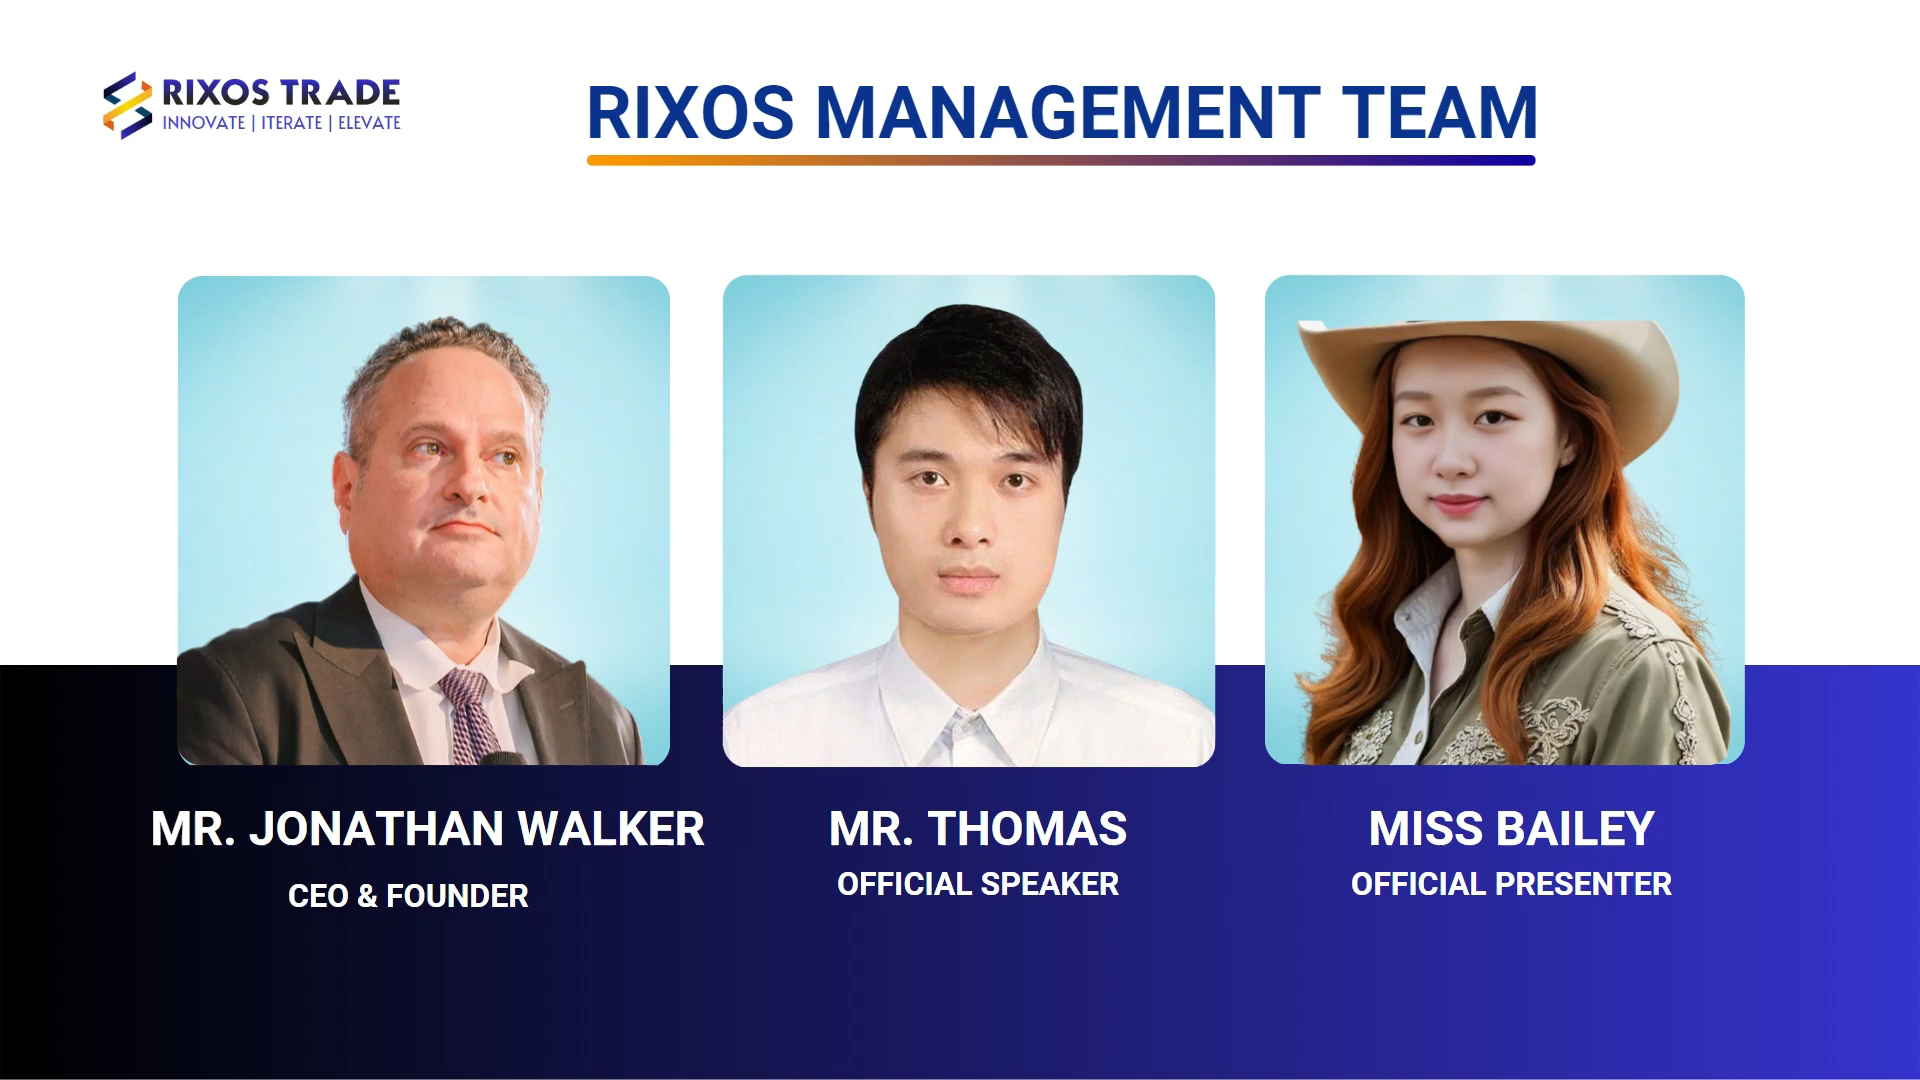 RIXOS TRADE
INNOVATE | ITERATE | ELEVATE
RIXOS MANAGEMENT TEAM
MR. JONATHAN WALKER
CEO & FOUNDER
MR. THOMAS
OFFICIAL SPEAKER
MISS BAILEY
OFFICIAL PRESENTER